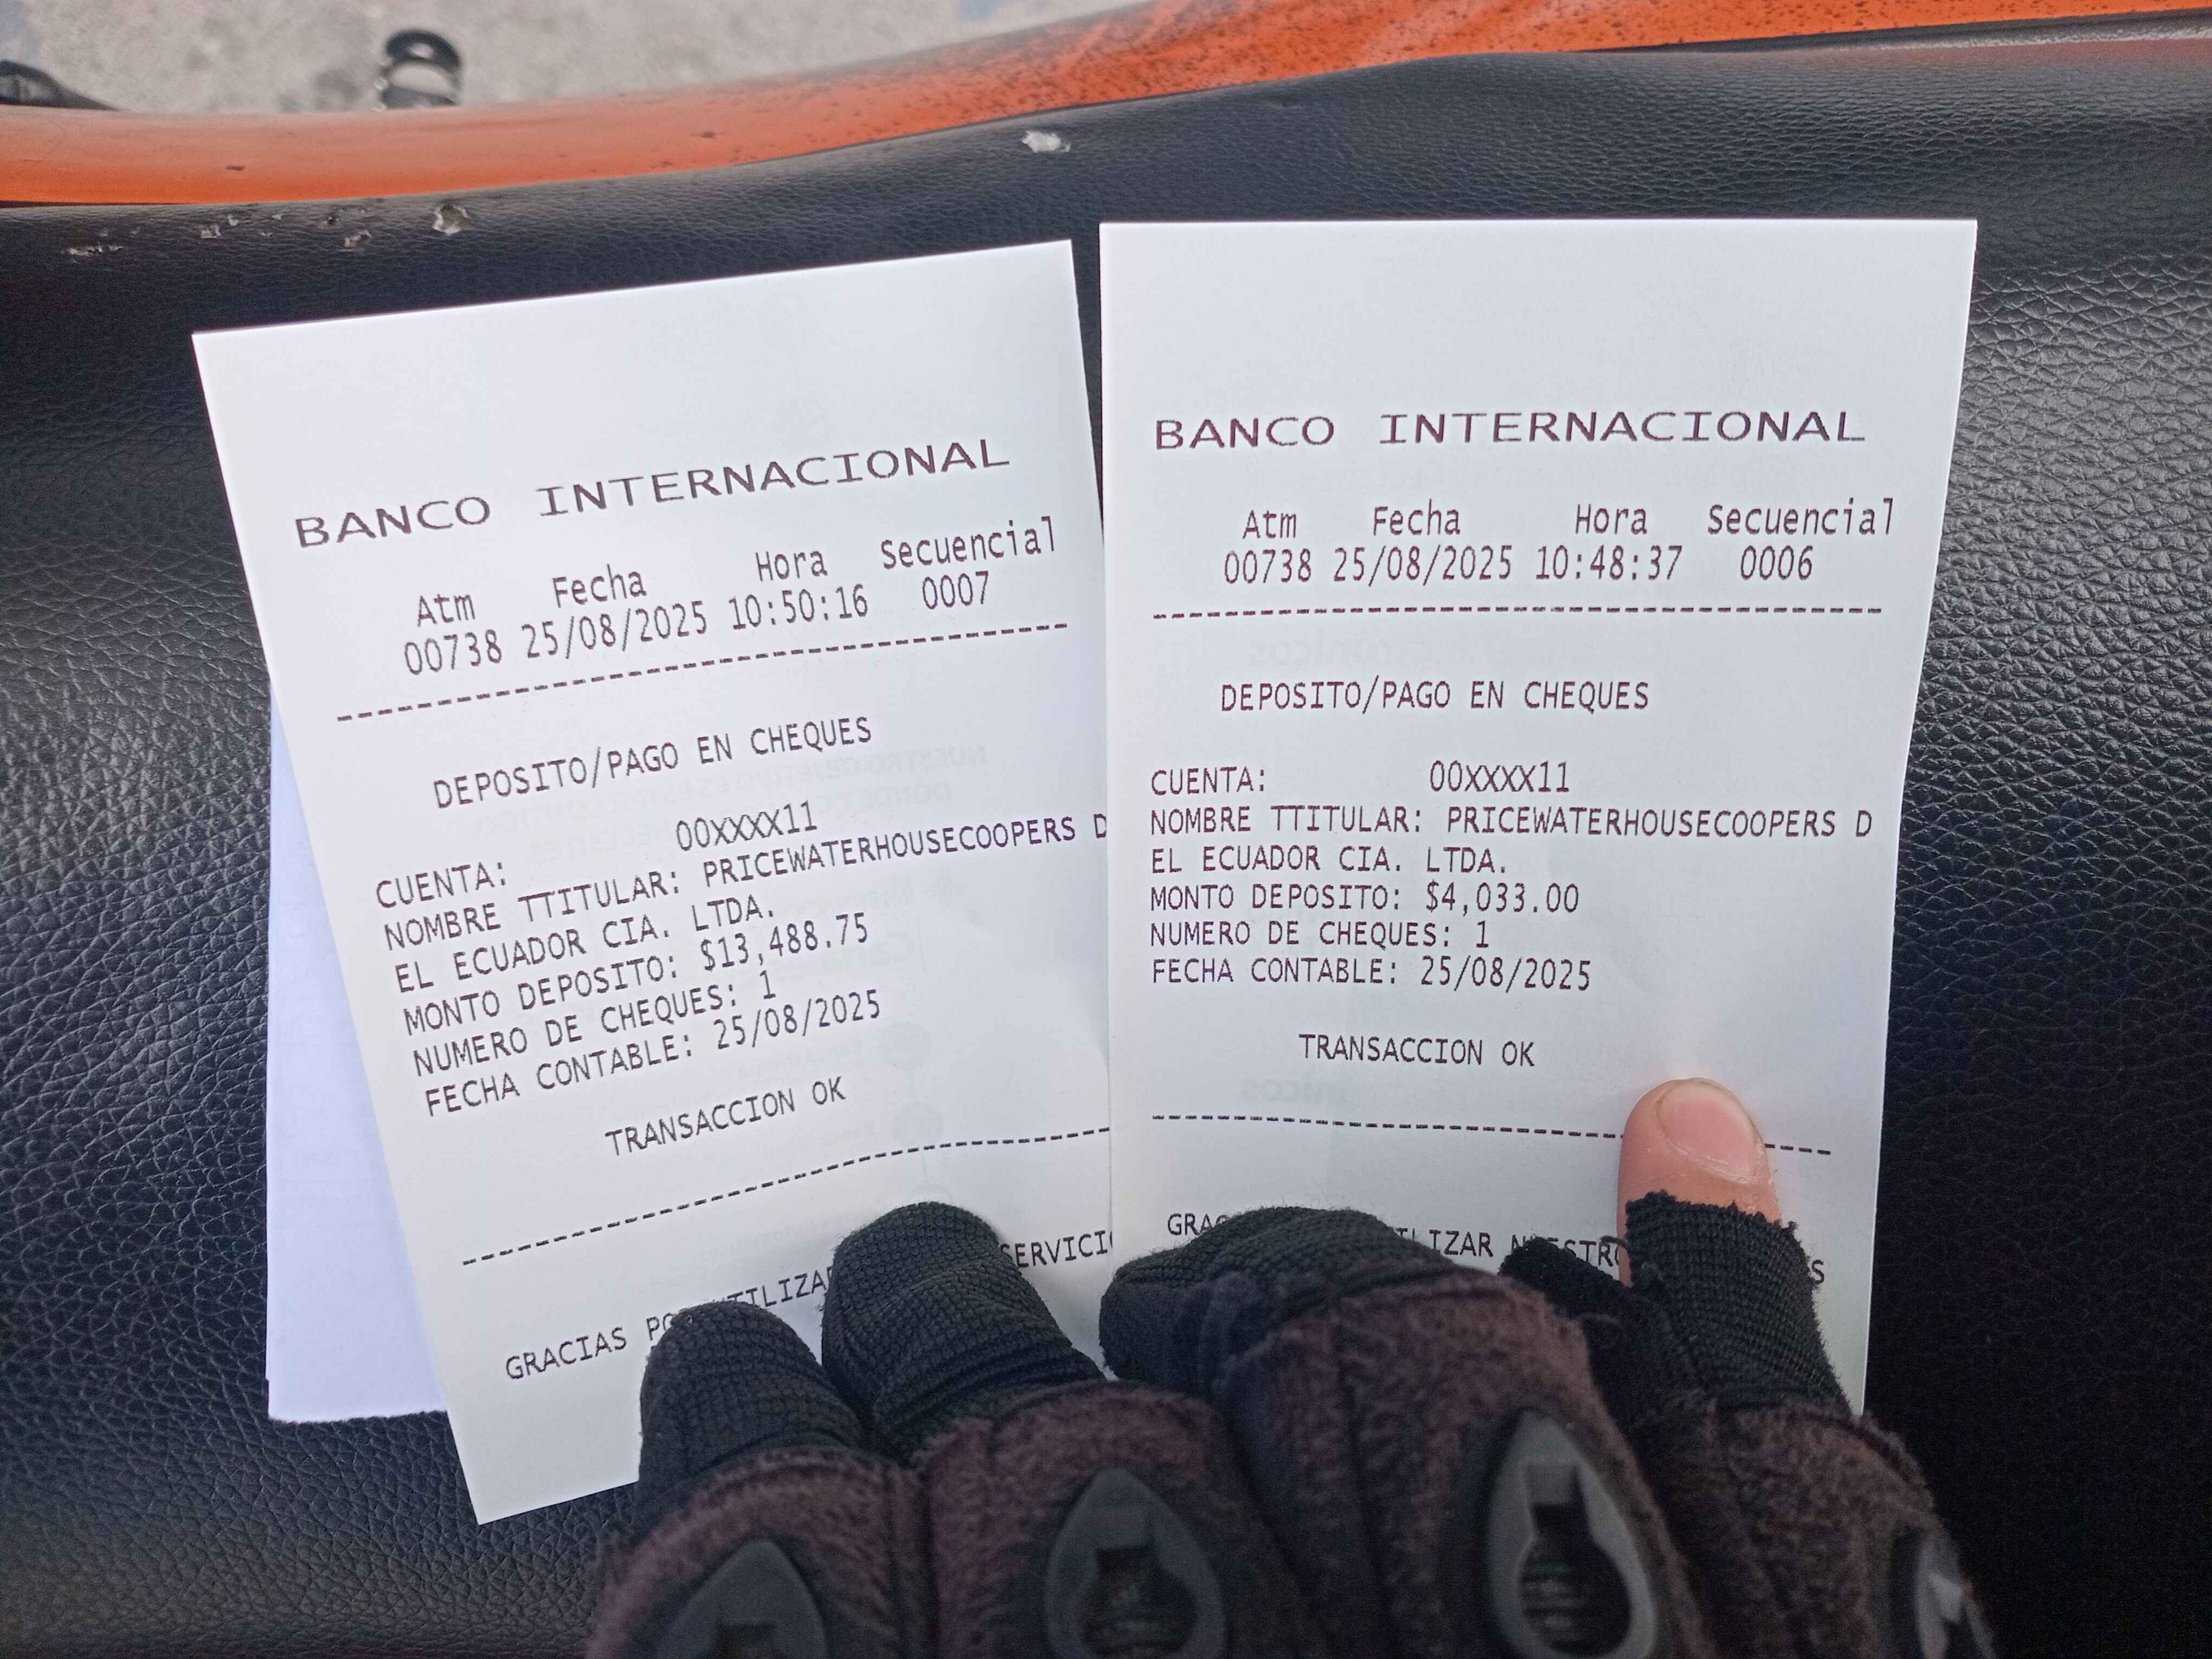 BANCO INTERNACIONAL
Atm Fecha Hora Secuencial
00738 25/08/2025 10:50:16 0007
DEPOSITO/PAGO EN CHEQUES
CUENTA: 00XXXX11
NOMBRE TTITULAR: PRICEWATERHOUSECOOPERS D
EL ECUADOR CIA. LTDA.
MONTO DEPOSITO: $13,488.75
NUMERO DE CHEQUES: 1
FECHA CONTABLE: 25/08/2025
TRANSACCION OK
GRACIAS
BANCO INTERNACIONAL
Atm Fecha Hora Secuencial
00738 25/08/2025 10:48:37 0006
DEPOSITO/PAGO EN CHEQUES
CUENTA: 00XXXX11
NOMBRE TTITULAR: PRICEWATERHOUSECOOPERS D
EL ECUADOR CIA. LTDA.
MONTO DEPOSITO: $4,033.00
NUMERO DE CHEQUES: 1
FECHA CONTABLE: 25/08/2025
TRANSACCION OK